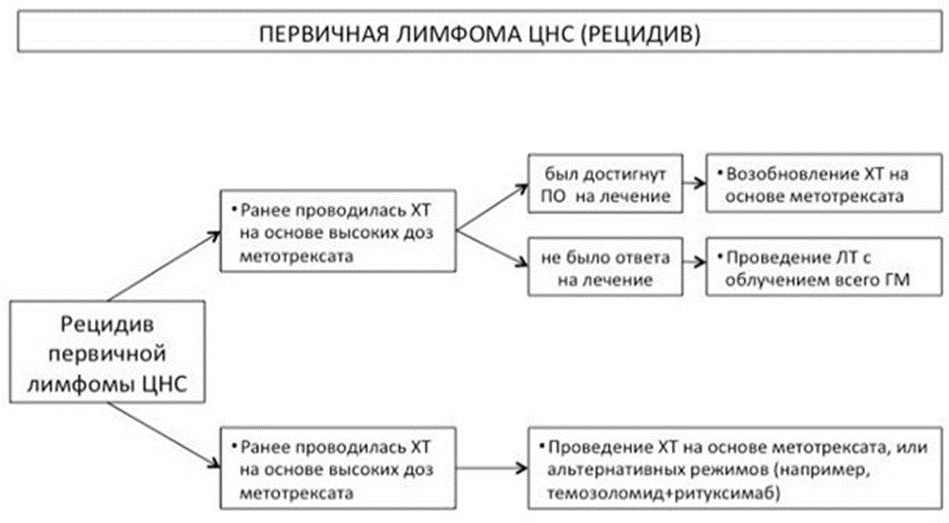 ПЕРВИЧНАЯ ЛИМФОМА ЦНС (РЕЦИДИВ)
был достигнут
ПО на лечение
• Возобновление ХТ на
основе метотрексата
• Ранее проводилась ХТ
на основе высоких доз
метотрексата
не было ответа
на лечение
• Проведение ЛТ с
облучением всего ГМ
Рецидив
первичной
лимфомы ЦНС
• Ранее проводилась ХТ
на основе высоких доз
метотрексата
• Проведение ХТ на основе метотрексата, или
альтернативных режимов (например,
темозоломид+ритуксимаб)